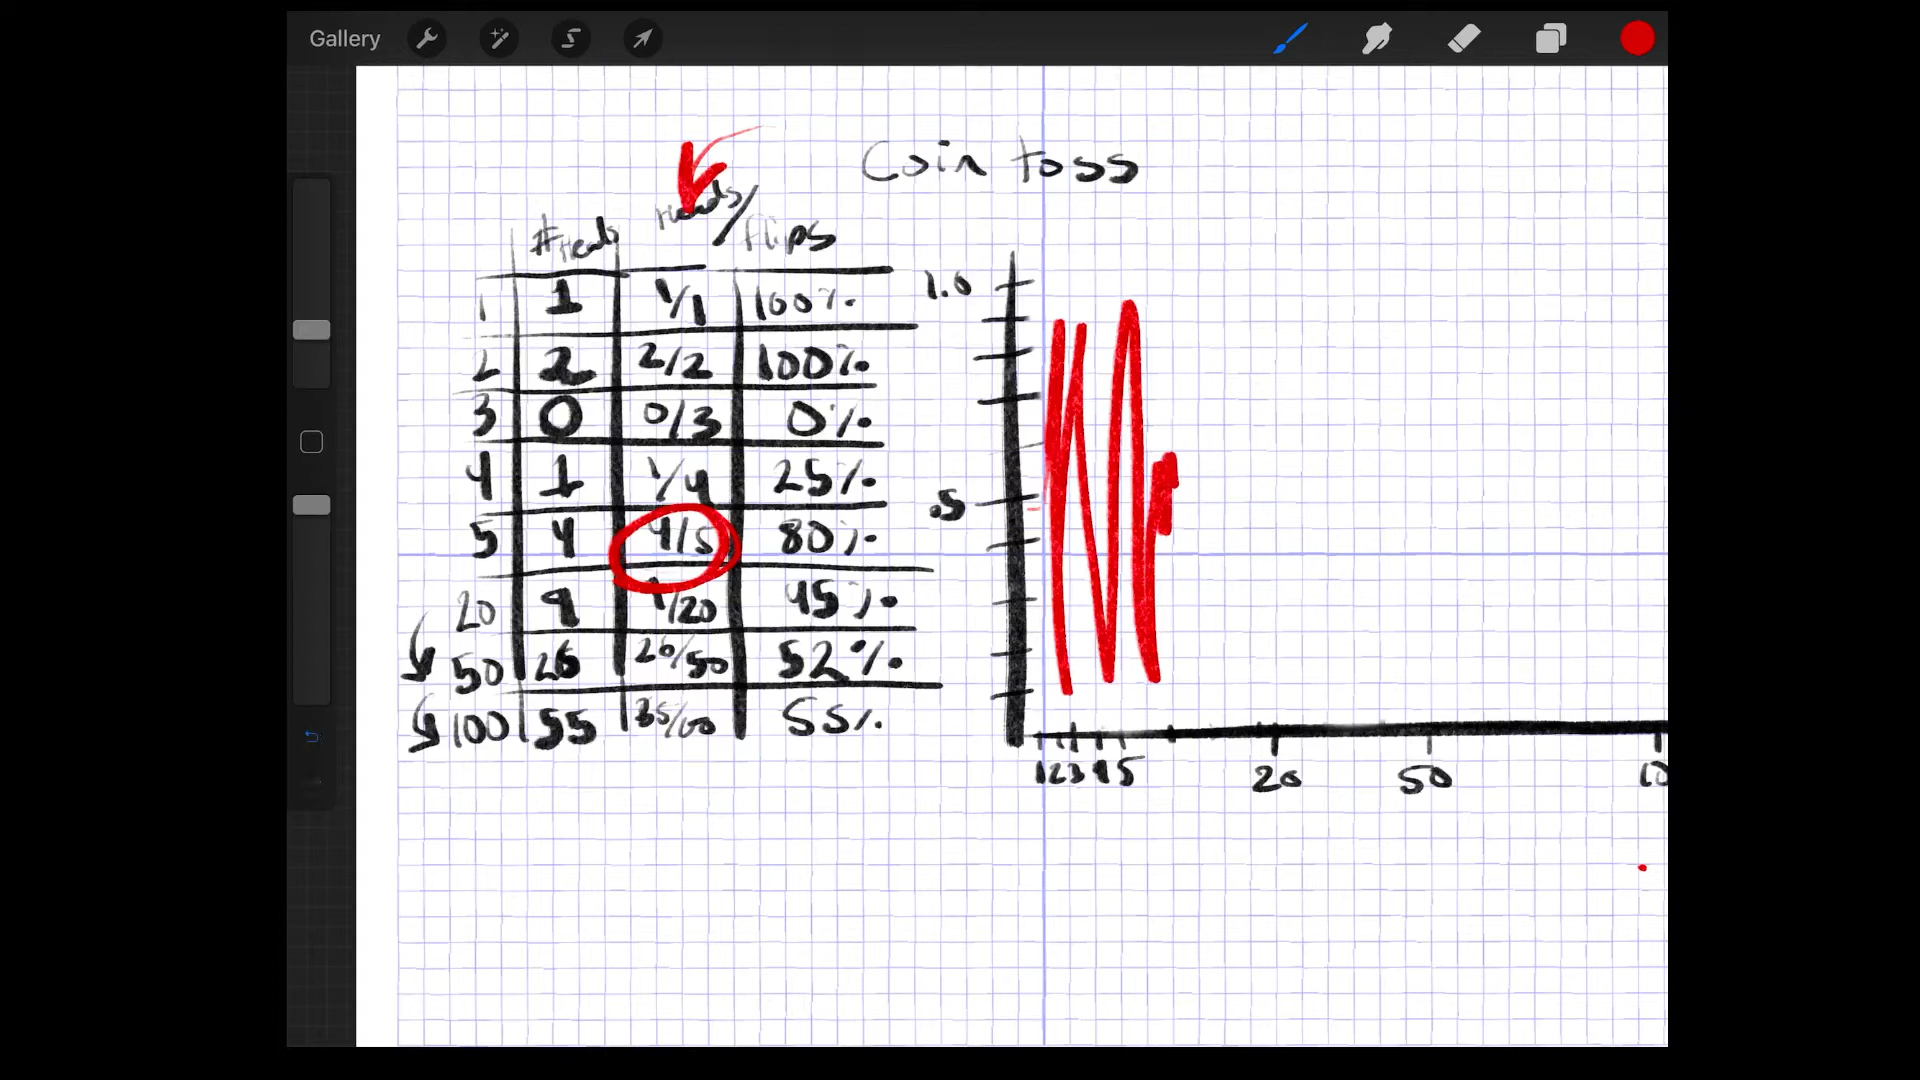 Gallery
Coin toss
#Heads Heads/flips
1 1 1/1 100%
2 2 2/2 100%
3 0 0/3 0%
4 1 1/4 25%
5 4 4/5 80%
20 9 9/20 45%
50 26 26/50 52%
100 55 55/100 55%
1.0
.5
1 2 3 4 5 20 50 10